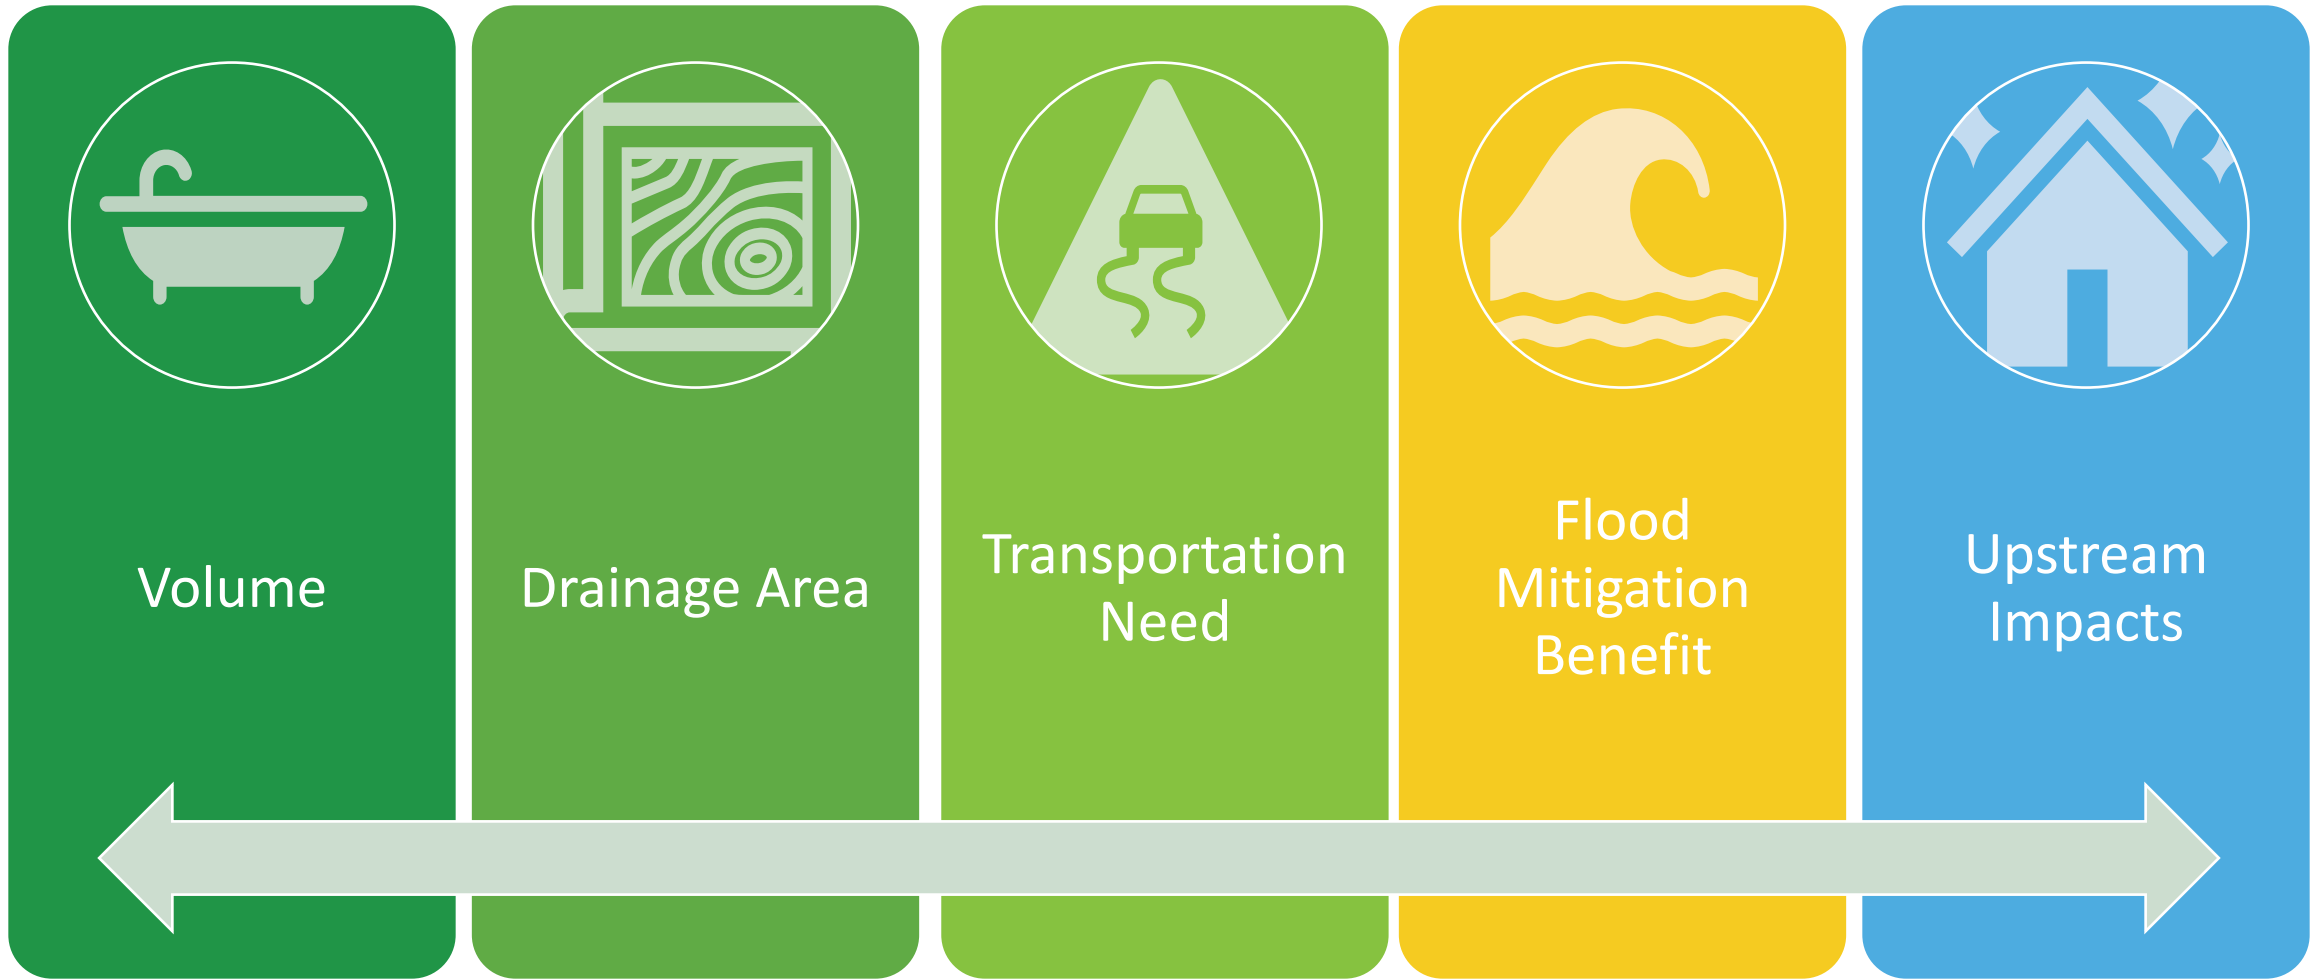 Volume
Drainage Area
Transportation
Need
Flood
Mitigation
Benefit
Upstream
Impacts